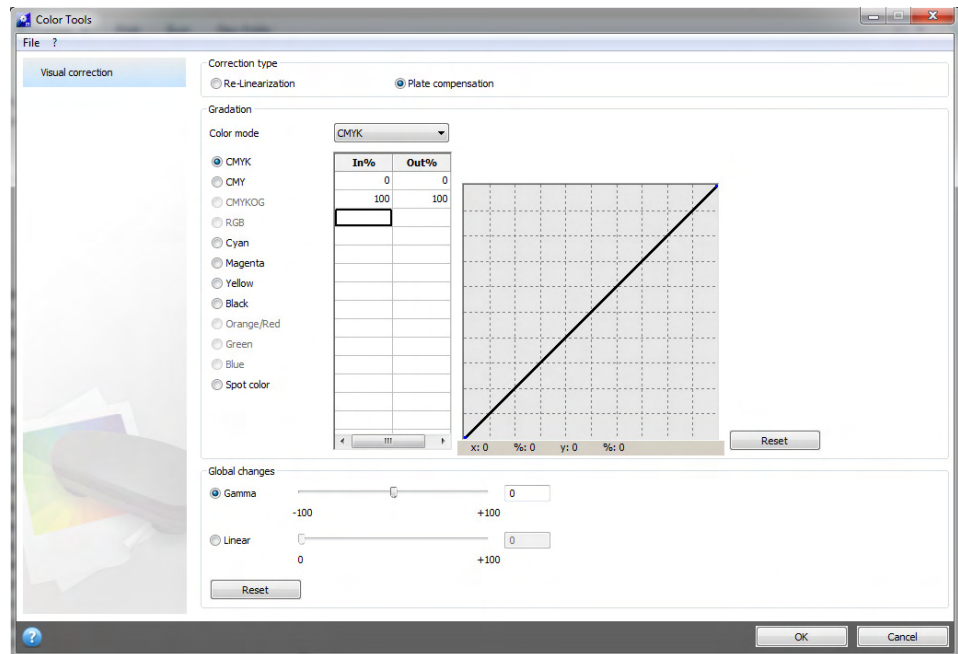 Color Tools
File ?
Visual correction
Correction type
Re-Linearization Plate compensation
Gradation
Color mode CMYK
In% Out%
0 0
100 100
CMYK
CMY
CMYKOG
RGB
Cyan
Magenta
Yellow
Black
Orange/Red
Green
Blue
Spot color
x: 0 %: 0 y: 0 %: 0
Reset
Global changes
Gamma 0
-100 +100
Linear 0
0 +100
Reset
?
OK Cancel